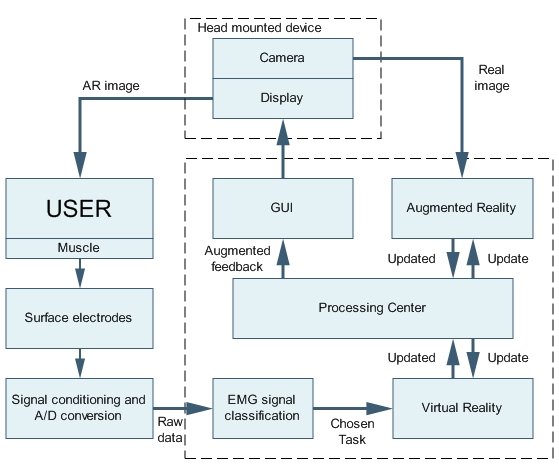 Head mounted device
Camera
Display
AR image
Real
image
USER
Muscle
GUI
Augmented Reality
Augmented
feedback
Updated
Update
Surface electrodes
Processing Center
Updated
Update
Signal conditioning and
A/D conversion
Raw
data
EMG signal
classification
Chosen
Task
Virtual Reality